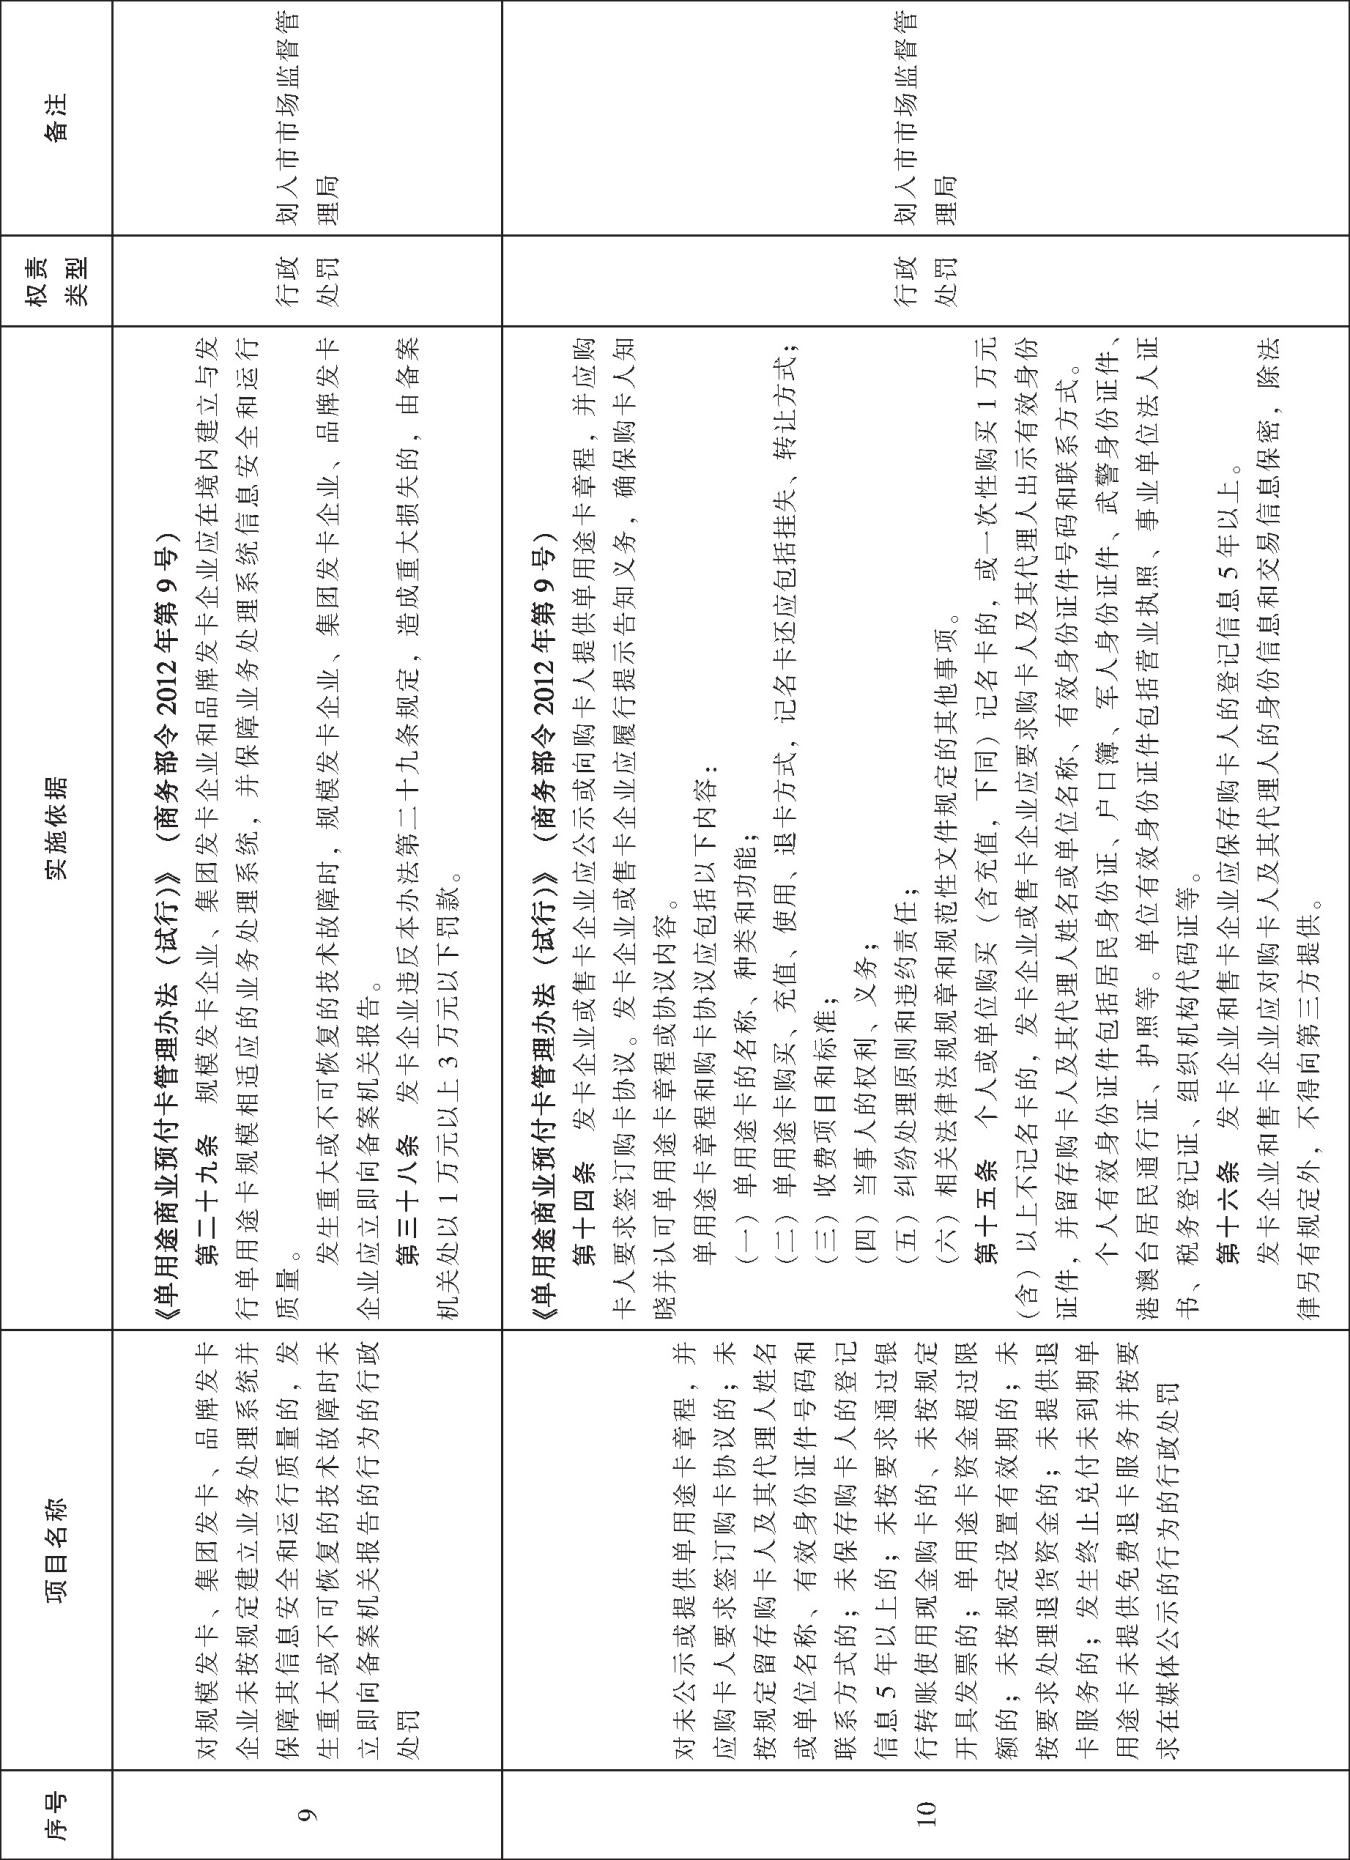 序号
项目名称
实施依据
权责
类型
备注
9
对规模发卡、集团发卡、品牌发卡
企业未按规定建立业务处理系统并
保障其信息安全和运行质量的，发
生重大或不可恢复的技术故障时未
立即向备案机关报告的行为的行政
处罚
《单用途商业预付卡管理办法（试行）》（商务部令 2012 年第 9 号）
第二十九条 规模发卡企业、集团发卡企业和品牌发卡企业应在境内建立与发
行单用途卡规模相适应的业务处理系统，并保障业务处理系统信息安全和运行
质量。
发生重大或不可恢复的技术故障时，规模发卡企业、集团发卡企业、品牌发卡
企业应立即向备案机关报告。
第三十八条 发卡企业违反本办法第二十九条规定，造成重大损失的，由备案
机关处以 1 万元以上 3 万元以下罚款。
行政
处罚
划入市市场监督管
理局
10
对未公示或提供单用途卡章程，并
应购卡人要求签订购卡协议的；未
按规定留存购卡人及其代理人姓名
或单位名称、有效身份证件号码和
联系方式的；未保存购卡人的登记
信息 5 年以上的；未按要求通过银
行转账使用现金购卡的、未按规定
开具发票的；单用途卡资金超过限
额的；未按规定设置有效期的；未
按要求处理退货资金的；未提供退
卡服务的；发生终止兑付未到期单
用途卡未提供免费退卡服务并按要
求在媒体公示的行为的行政处罚
《单用途商业预付卡管理办法（试行）》（商务部令 2012 年第 9 号）
第十四条 发卡企业或售卡企业应公示或向购卡人提供单用途卡章程，并应购
卡人要求签订购卡协议。发卡企业或售卡企业应履行提示告知义务，确保购卡人知
晓并认可单用途卡章程或协议内容。
单用途卡章程和购卡协议应包括以下内容：
（一）单用途卡的名称、种类和功能；
（二）单用途卡购买、充值、使用、退卡方式，记名卡还应包括挂失、转让方式；
（三）收费项目和标准；
（四）当事人的权利、义务；
（五）纠纷处理原则和违约责任；
（六）相关法律法规规章和规范性文件规定的其他事项。
第十五条 个人或单位购买（含充值，下同）记名卡的，或一次性购买 1 万元
（含）以上不记名卡的，发卡企业或售卡企业应要求购卡人及其代理人出示有效身份
证件，并留存购卡人及其代理人姓名或单位名称、有效身份证件号码和联系方式。
个人有效身份证件包括居民身份证、户口簿、军人身份证件、武警身份证件、
港澳台居民通行证、护照等。单位有效身份证件包括营业执照、事业单位法人证
书、税务登记证、组织机构代码证等。
第十六条 发卡企业和售卡企业应保存购卡人的登记信息 5 年以上。
发卡企业和售卡企业应对购卡人及其代理人的身份信息和交易信息保密，除法
律另有规定外，不得向第三方提供。
行政
处罚
划入市市场监督管
理局